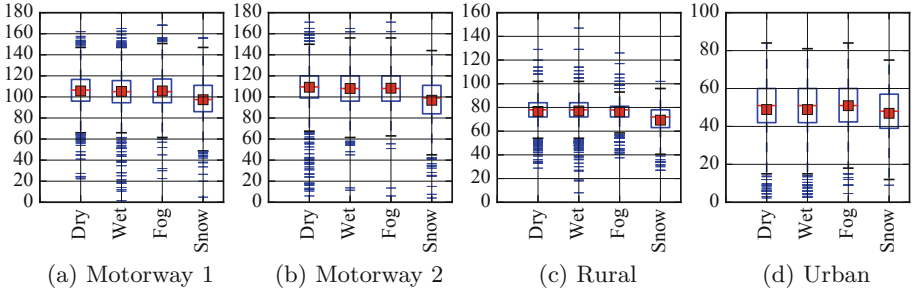 180 160 140 120 100 80 60 40 20 0
Dry Wet Fog Snow
(a) Motorway 1
180 160 140 120 100 80 60 40 20 0
Dry Wet Fog Snow
(b) Motorway 2
160 140 120 100 80 60 40 20 0
Dry Wet Fog Snow
(c) Rural
100 80 60 40 20 0
Dry Wet Fog Snow
(d) Urban